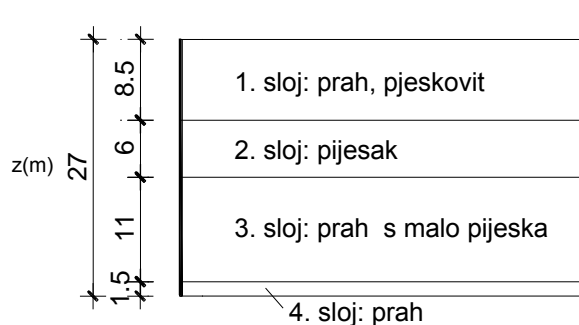 8.5
1. sloj: prah, pjeskovit
6
2. sloj: pijesak
z(m)
27
11
3. sloj: prah s malo pijeska
1.5
4. sloj: prah